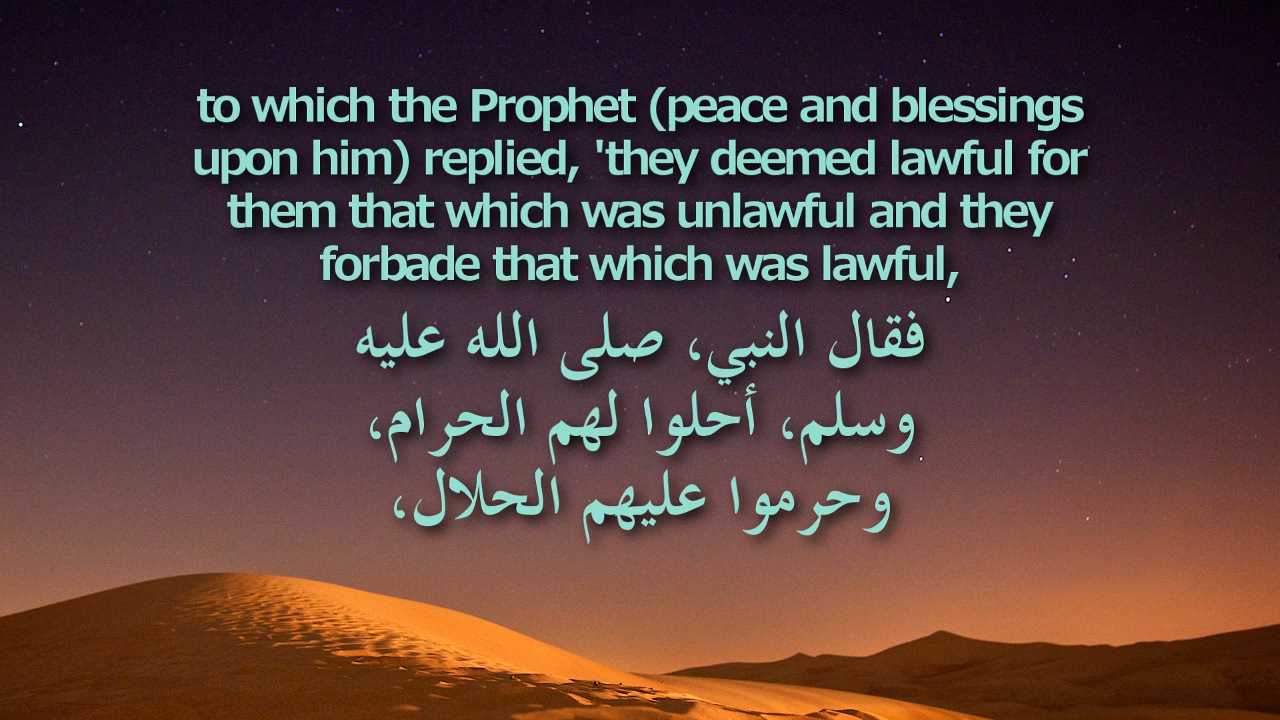 to which the Prophet (peace and blessings
upon him) replied, 'they deemed lawful for
them that which was unlawful and they
forbade that which was lawful,
فقال النبي، صلى الله عليه
وسلم، أحلوا لهم الحرام،
وحرموا عليهم الحلال،